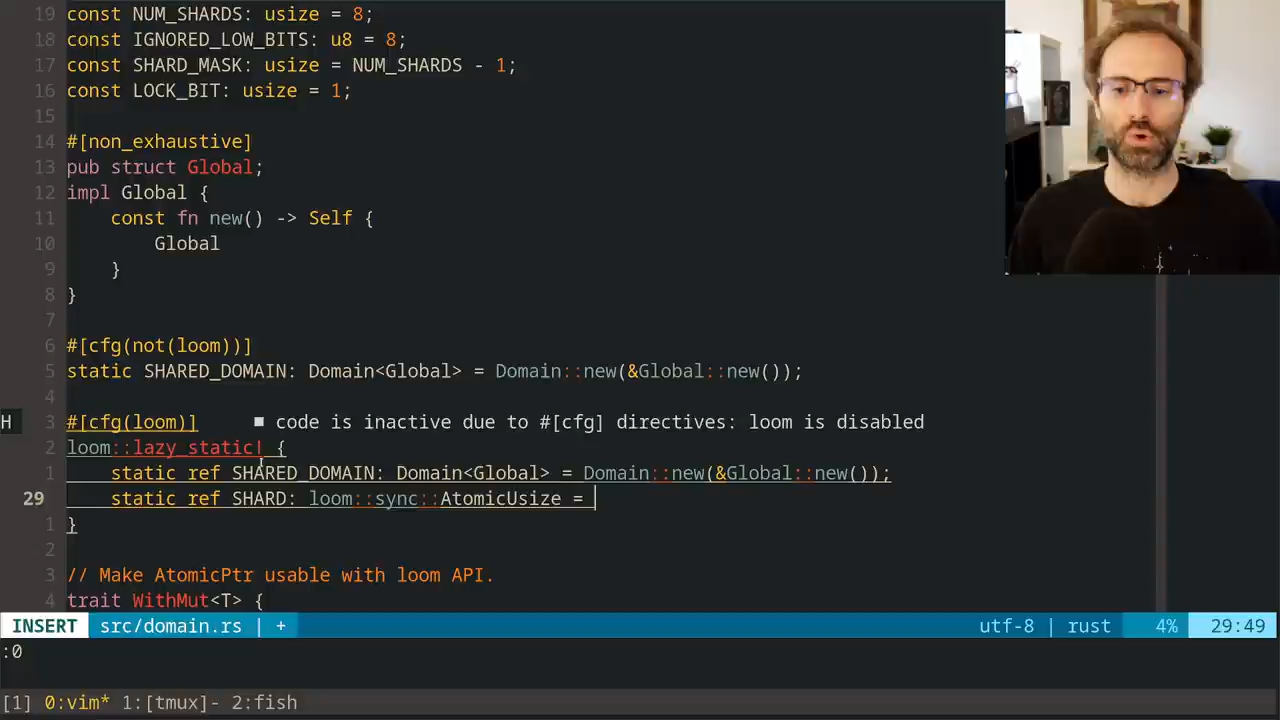 19 const NUM_SHARDS: usize = 8;
18 const IGNORED_LOW_BITS: u8 = 8;
17 const SHARD_MASK: usize = NUM_SHARDS - 1;
16 const LOCK_BIT: usize = 1;
15
14 #[non_exhaustive]
13 pub struct Global;
12 impl Global {
11     const fn new() -> Self {
10         Global
9     }
8 }
7
6 #[cfg(not(loom))]
5 static SHARED_DOMAIN: Domain<Global> = Domain::new(&Global::new());
4
H 3 #[cfg(loom)]     ■ code is inactive due to #[cfg] directives: loom is disabled
2 loom::lazy_static! {
1     static ref SHARED_DOMAIN: Domain<Global> = Domain::new(&Global::new());
29     static ref SHARD: loom::sync::AtomicUsize =
1 }
2
3 // Make AtomicPtr usable with loom API.
4 trait WithMut<T> {
INSERT src/domain.rs | + utf-8 | rust 4% 29:49
:0
[1] 0:vim* 1:[tmux]- 2:fish